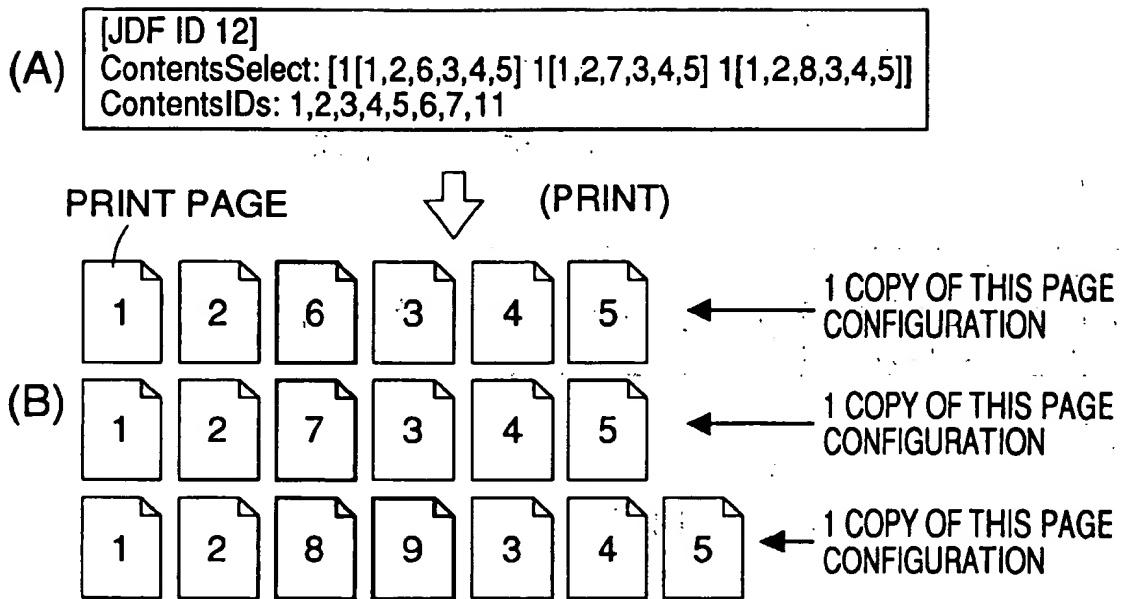 (A)
[JDF ID 12]
ContentsSelect: [1[1,2,6,3,4,5] 1[1,2,7,3,4,5] 1[1,2,8,3,4,5]]
ContentsIDs: 1,2,3,4,5,6,7,11
PRINT PAGE
(PRINT)
1 2 6 3 4 5
1 COPY OF THIS PAGE
CONFIGURATION
(B)
1 2 7 3 4 5
1 COPY OF THIS PAGE
CONFIGURATION
1 2 8 9 3 4 5
1 COPY OF THIS PAGE
CONFIGURATION